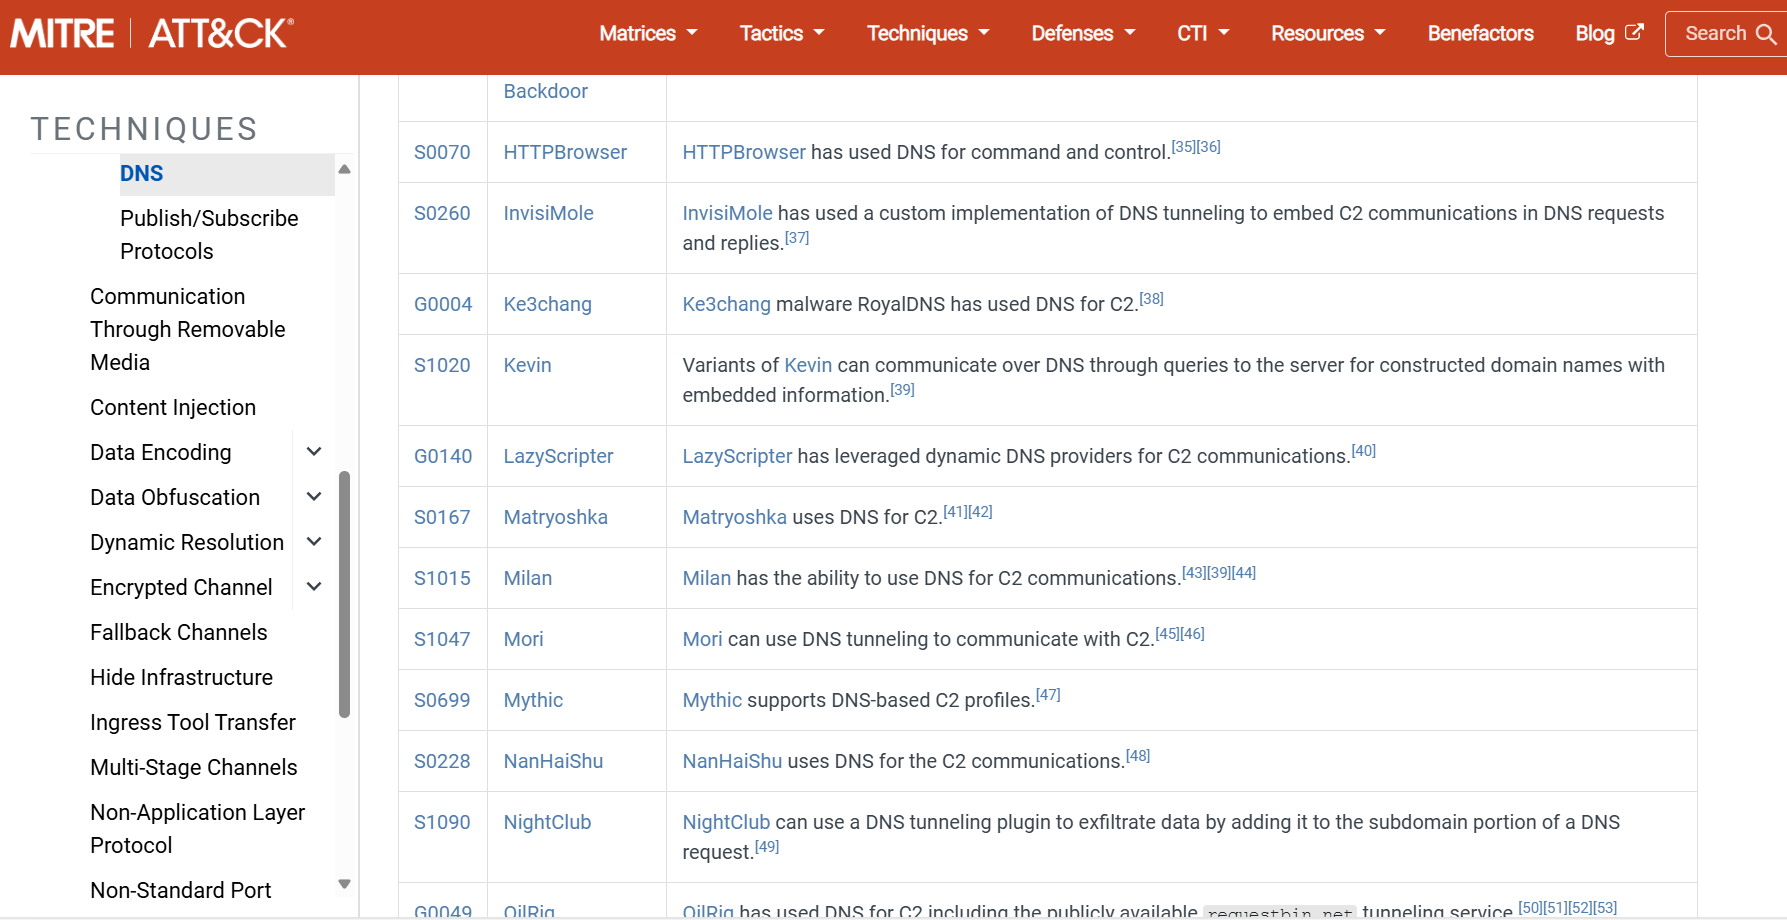 MITRE | ATT&CK®
Matrices
Tactics
Techniques
Defenses
CTI
Resources
Benefactors
Blog
Search
TECHNIQUES
DNS
Publish/Subscribe
Protocols
Communication
Through Removable
Media
Content Injection
Data Encoding
Data Obfuscation
Dynamic Resolution
Encrypted Channel
Fallback Channels
Hide Infrastructure
Ingress Tool Transfer
Multi-Stage Channels
Non-Application Layer
Protocol
Non-Standard Port
Backdoor
S0070 HTTPBrowser HTTPBrowser has used DNS for command and control.[35][36]
S0260 InvisiMole InvisiMole has used a custom implementation of DNS tunneling to embed C2 communications in DNS requests
and replies.[37]
G0004 Ke3chang Ke3chang malware RoyalDNS has used DNS for C2.[38]
S1020 Kevin Variants of Kevin can communicate over DNS through queries to the server for constructed domain names with
embedded information.[39]
G0140 LazyScripter LazyScripter has leveraged dynamic DNS providers for C2 communications.[40]
S0167 Matryoshka Matryoshka uses DNS for C2.[41][42]
S1015 Milan Milan has the ability to use DNS for C2 communications.[43][39][44]
S1047 Mori Mori can use DNS tunneling to communicate with C2.[45][46]
S0699 Mythic Mythic supports DNS-based C2 profiles.[47]
S0228 NanHaiShu NanHaiShu uses DNS for the C2 communications.[48]
S1090 NightClub NightClub can use a DNS tunneling plugin to exfiltrate data by adding it to the subdomain portion of a DNS
request.[49]
G0049 OilRig OilRig has used DNS for C2 including the publicly available requestbin.net tunneling service.[50][51][52][53]